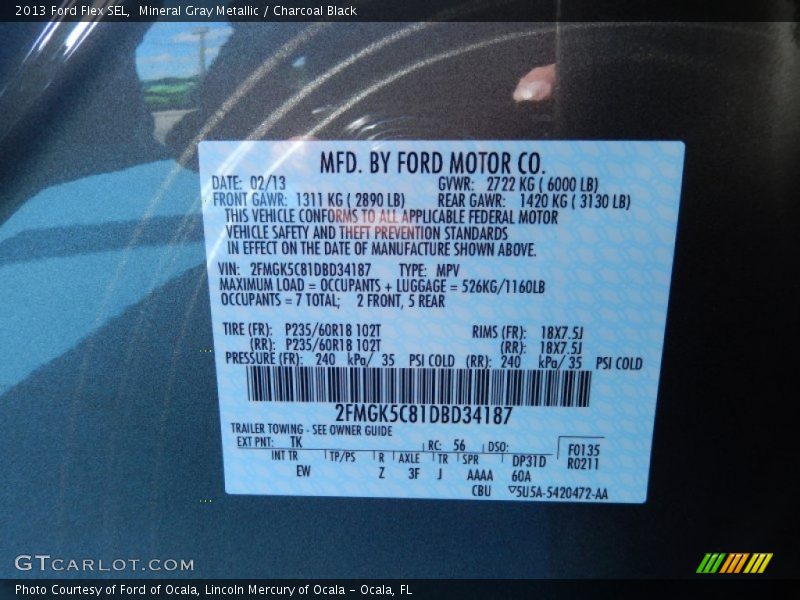 2013 Ford Flex SEL, Mineral Gray Metallic / Charcoal Black
MFD. BY FORD MOTOR CO.
DATE: 02/13 GVWR: 2722 KG ( 6000 LB)
FRONT GAWR: 1311 KG ( 2890 LB) REAR GAWR: 1420 KG ( 3130 LB)
THIS VEHICLE CONFORMS TO ALL APPLICABLE FEDERAL MOTOR
VEHICLE SAFETY AND THEFT PREVENTION STANDARDS
IN EFFECT ON THE DATE OF MANUFACTURE SHOWN ABOVE.
VIN: 2FMGK5C81DBD34187 TYPE: MPV
MAXIMUM LOAD = OCCUPANTS + LUGGAGE = 526KG/1160LB
OCCUPANTS = 7 TOTAL; 2 FRONT, 5 REAR
TIRE (FR): P235/60R18 102T RIMS (FR): 18X7.5J
(RR): P235/60R18 102T (RR): 18X7.5J
PRESSURE (FR): 240 kPa/ 35 PSI COLD (RR): 240 kPa/ 35 PSI COLD
2FMGK5C81DBD34187
TRAILER TOWING - SEE OWNER GUIDE
EXT PNT: TK RC: 56 DSO: F0135
INT TR TP/PS R AXLE TR SPR DP31D R0211
EW Z 3F J AAAA 60A
CBU ▽5U5A-5420472-AA
GTCARLOT.COM
Photo Courtesy of Ford of Ocala, Lincoln Mercury of Ocala - Ocala, FL